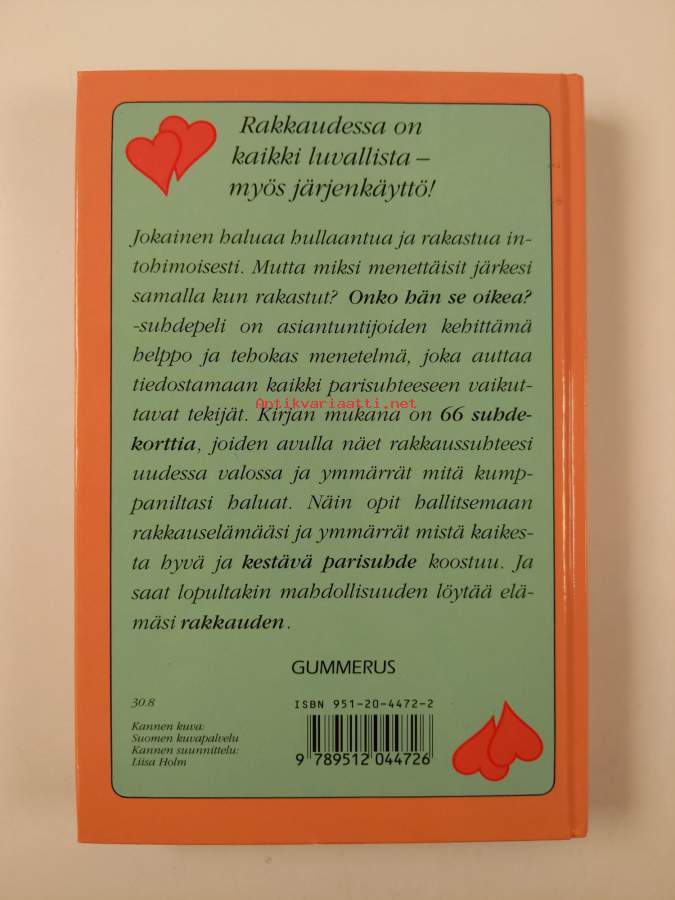 Rakkaudessa on
kaikki luvallista –
myös järjenkäyttö!
Jokainen haluaa hullaantua ja rakastua in-
tohimoisesti. Mutta miksi menettäisit järkesi
samalla kun rakastut? Onko hän se oikea?
-suhdepeli on asiantuntijoiden kehittämä
helppo ja tehokas menetelmä, joka auttaa
tiedostamaan kaikki parisuhteeseen vaikut-
tavat tekijät. Kirjan mukana on 66 suhde-
Antikvariaatti.net
korttia, joiden avulla näet rakkaussuhteesi
uudessa valossa ja ymmärrät mitä kump-
paniltasi haluat. Näin opit hallitsemaan
rakkauselämääsi ja ymmärrät mistä kaikes-
ta hyvä ja kestävä parisuhde koostuu. Ja
saat lopultakin mahdollisuuden löytää elä-
mäsi rakkauden.
GUMMERUS
30.8
Kannen kuva:
Suomen kuvapalvelu
Kannen suunnittelu:
Liisa Holm
ISBN 951-20-4472-2
9 789512 044726